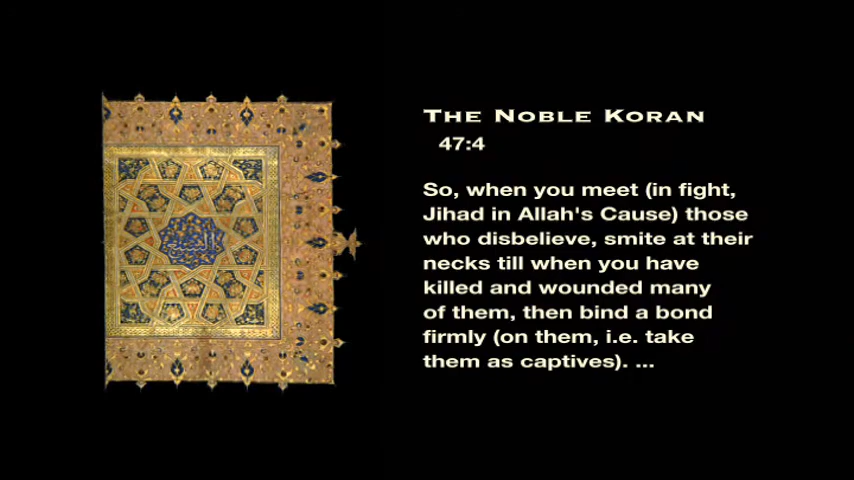 The Noble Koran
47:4
So, when you meet (in fight,
Jihad in Allah's Cause) those
who disbelieve, smite at their
necks till when you have
killed and wounded many
of them, then bind a bond
firmly (on them, i.e. take
them as captives). ...